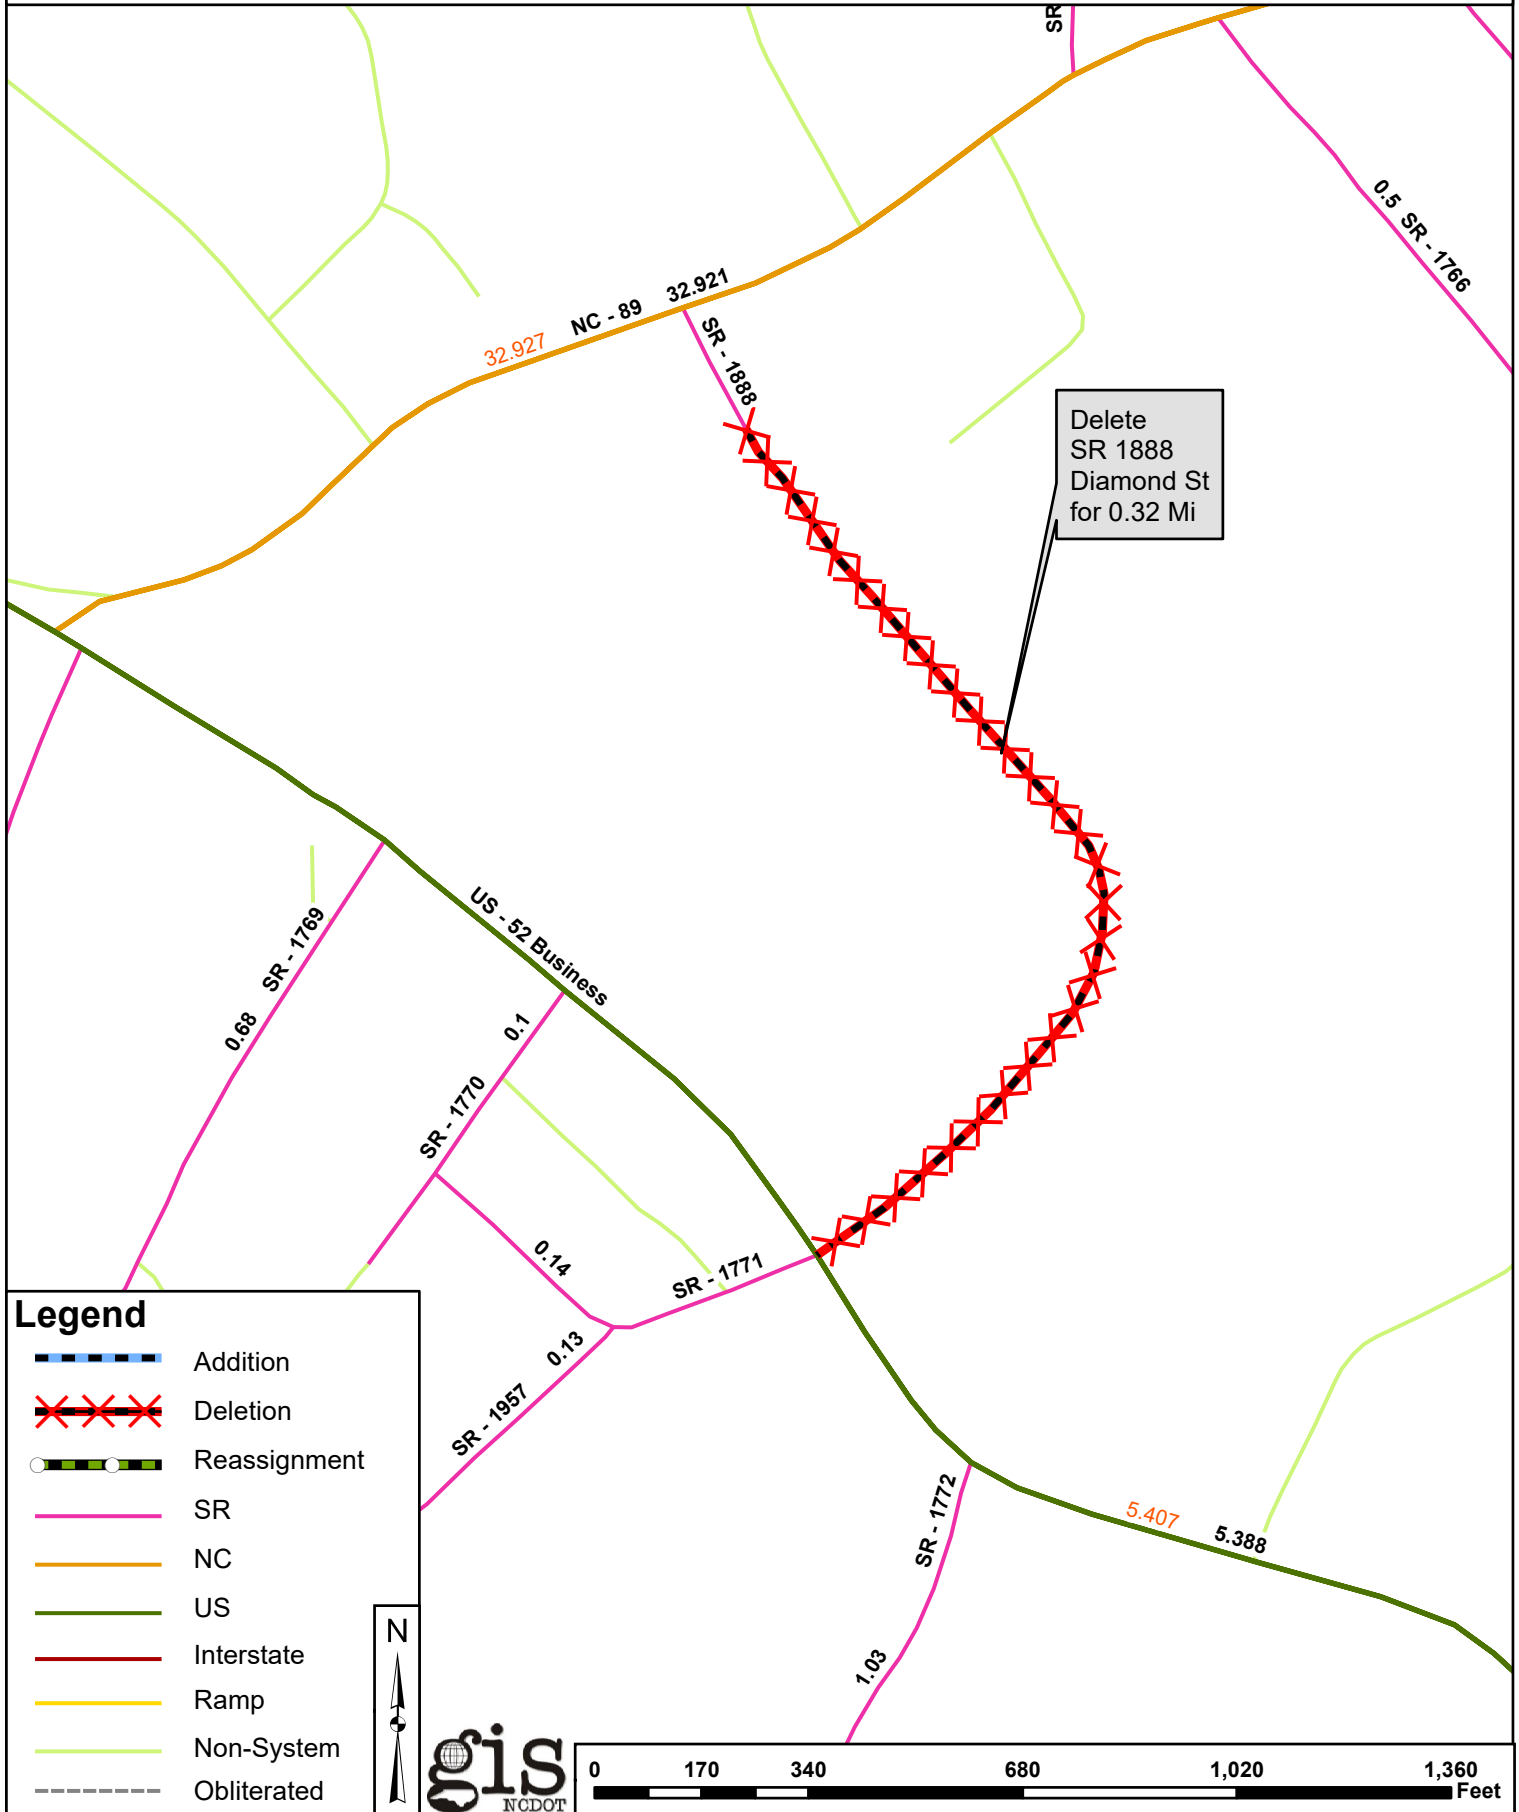 SR
0.5 SR - 1766
32.921
NC - 89
32.927
SR - 1888
Delete
SR 1888
Diamond St
for 0.32 Mi
US - 52 Business
SR - 1769
0.68
0.1
SR - 1770
0.14
SR - 1771
0.13
SR - 1957
SR - 1772
1.03
5.407
5.388
Legend
Addition
Deletion
Reassignment
SR
NC
US
Interstate
Ramp
Non-System
Obliterated
N
gis
NCDOT
0 170 340 680 1,020 1,360
Feet